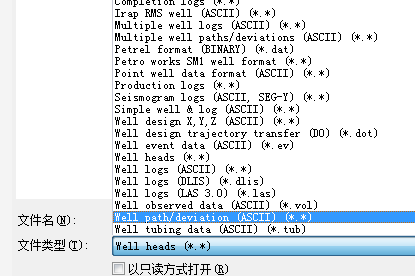 Completion logs (ASCII) (*.*)
Irap RMS well (ASCII) (*.*)
Multiple well logs (ASCII) (*.*)
Multiple well paths/deviations (ASCII) (*.*)
Petrel format (BINARY) (*.dat)
Petro works SM1 well format (*.*)
Point well data format (ASCII) (*.*)
Production logs (*.*)
Seismogram logs (ASCII, SEG-Y) (*.*)
Simple well & log (ASCII) (*.*)
Well design X,Y,Z (ASCII) (*.*)
Well design trajectory transfer (DO) (*.dot)
Well event data (ASCII) (*.ev)
Well heads (*.*)
Well logs (ASCII) (*.*)
Well logs (DLIS) (*.dlis)
Well logs (LAS 3.0) (*.las)
Well observed data (ASCII) (*.vol)
文件名(N):
Well path/deviation (ASCII) (*.*)
Well tubing data (ASCII) (*.tub)
文件类型(T):
Well heads (*.*)
以只读方式打开(R)